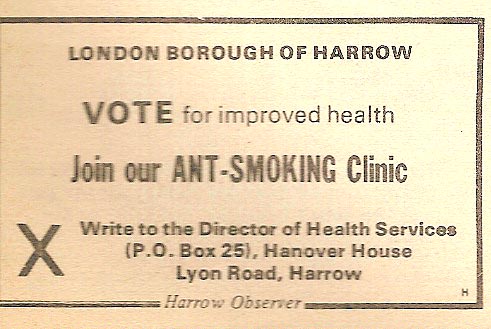 LONDON BOROUGH OF HARROW
VOTE for improved health
Join our ANT-SMOKING Clinic
X
Write to the Director of Health Services
(P.O. Box 25), Hanover House
Lyon Road, Harrow
H
Harrow Observer